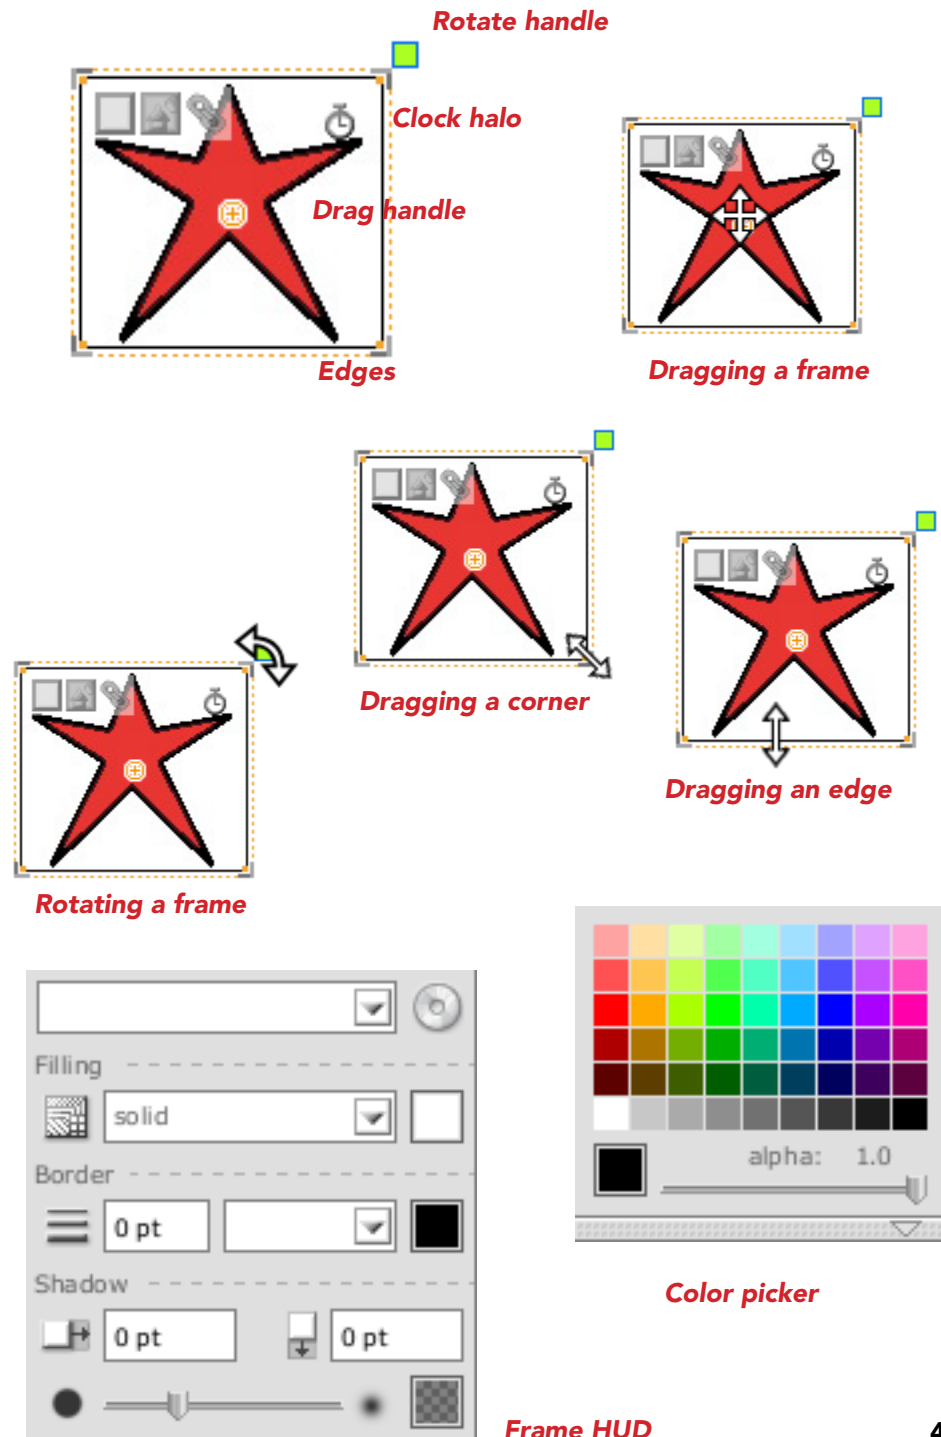 Rotate handle
Clock halo
Drag handle
Edges
Dragging a frame
Dragging a corner
Dragging an edge
Rotating a frame
Filling
solid
Border
0 pt
Shadow
0 pt
0 pt
alpha: 1.0
Color picker
Frame HUD
4